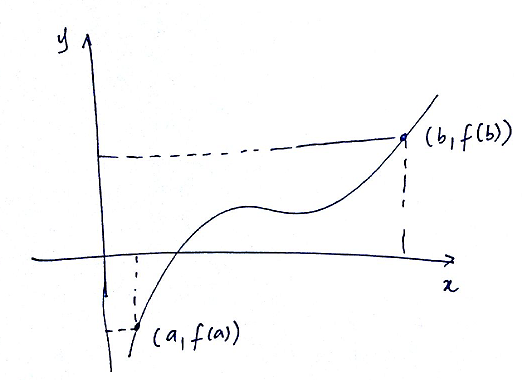 y
(b, f(b))
x
(a, f(a))